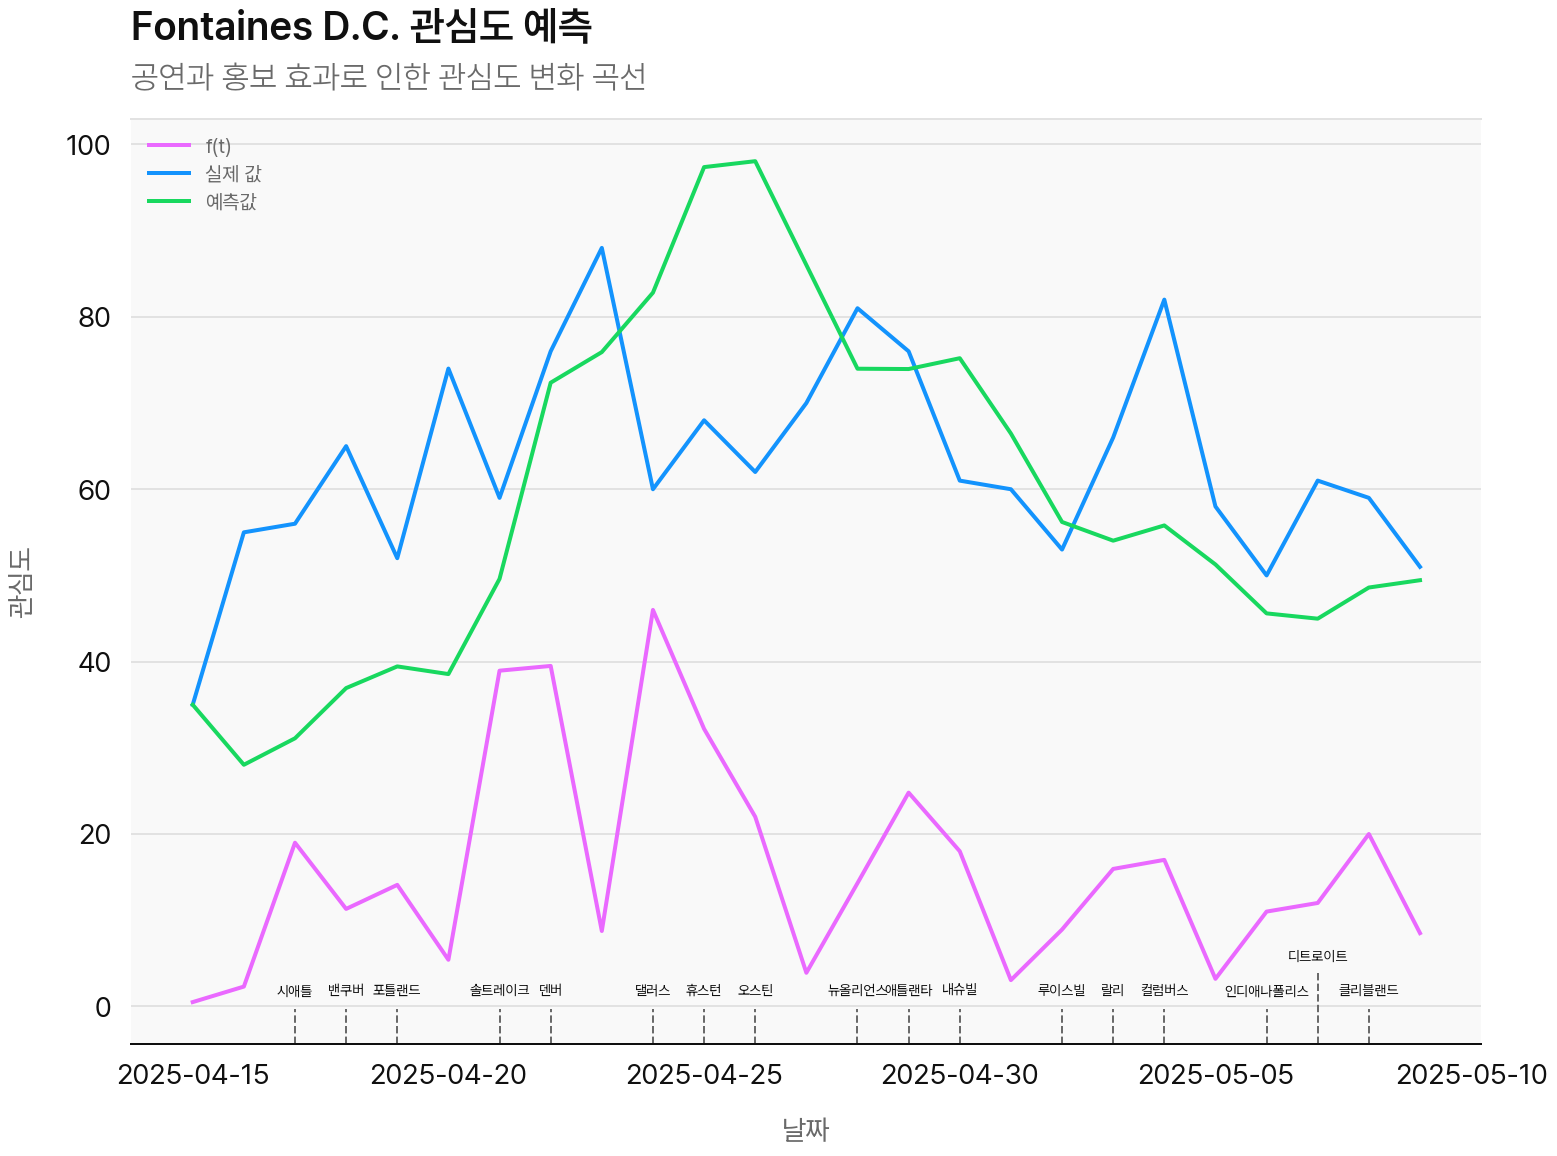 Fontaines D.C. 관심도 예측
공연과 홍보 효과로 인한 관심도 변화 곡선
f(t)
실제 값
예측값
100
80
60
40
20
0
관심도
디트로이트
시애틀 밴쿠버 포틀랜드 솔트레이크 덴버 댈러스 휴스턴 오스틴 뉴올리언스 애틀란타 내슈빌 루이스빌 랄리 컬럼버스 인디애나폴리스 클리블랜드
2025-04-15 2025-04-20 2025-04-25 2025-04-30 2025-05-05 2025-05-10
날짜